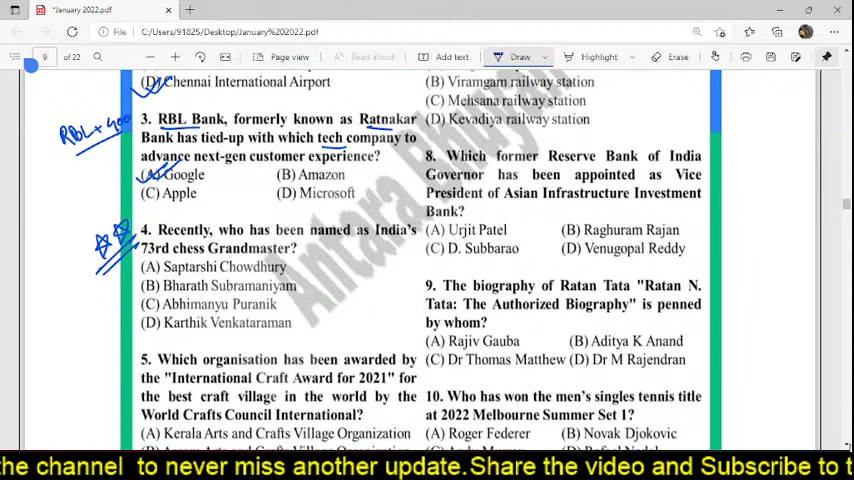 *January 2022.pdf
File
C:/Users/91825/Desktop/January%202022.pdf
9 of 22
Page view
Read aloud
Add text
Draw
Highlight
Erase
(D) Chennai International Airport
3. RBL Bank, formerly known as Ratnakar
Bank has tied-up with which tech company to
advance next-gen customer experience?
(A) Google (B) Amazon
(C) Apple (D) Microsoft
4. Recently, who has been named as India's
73rd chess Grandmaster?
(A) Saptarshi Chowdhury
(B) Bharath Subramaniyam
(C) Abhimanyu Puranik
(D) Karthik Venkataraman
5. Which organisation has been awarded by
the "International Craft Award for 2021" for
the best craft village in the world by the
World Crafts Council International?
(A) Kerala Arts and Crafts Village Organization
(B) Viramgam railway station
(C) Mehsana railway station
(D) Kevadiya railway station
8. Which former Reserve Bank of India
Governor has been appointed as Vice
President of Asian Infrastructure Investment
Bank?
(A) Urjit Patel (B) Raghuram Rajan
(C) D. Subbarao (D) Venugopal Reddy
9. The biography of Ratan Tata "Ratan N.
Tata: The Authorized Biography" is penned
by whom?
(A) Rajiv Gauba (B) Aditya K Anand
(C) Dr Thomas Matthew (D) Dr M Rajendran
10. Who has won the men's singles tennis title
at 2022 Melbourne Summer Set 1?
(A) Roger Federer (B) Novak Djokovic
RBL
Antara Bhuyan
the channel to never miss another update.Share the video and Subscribe to t